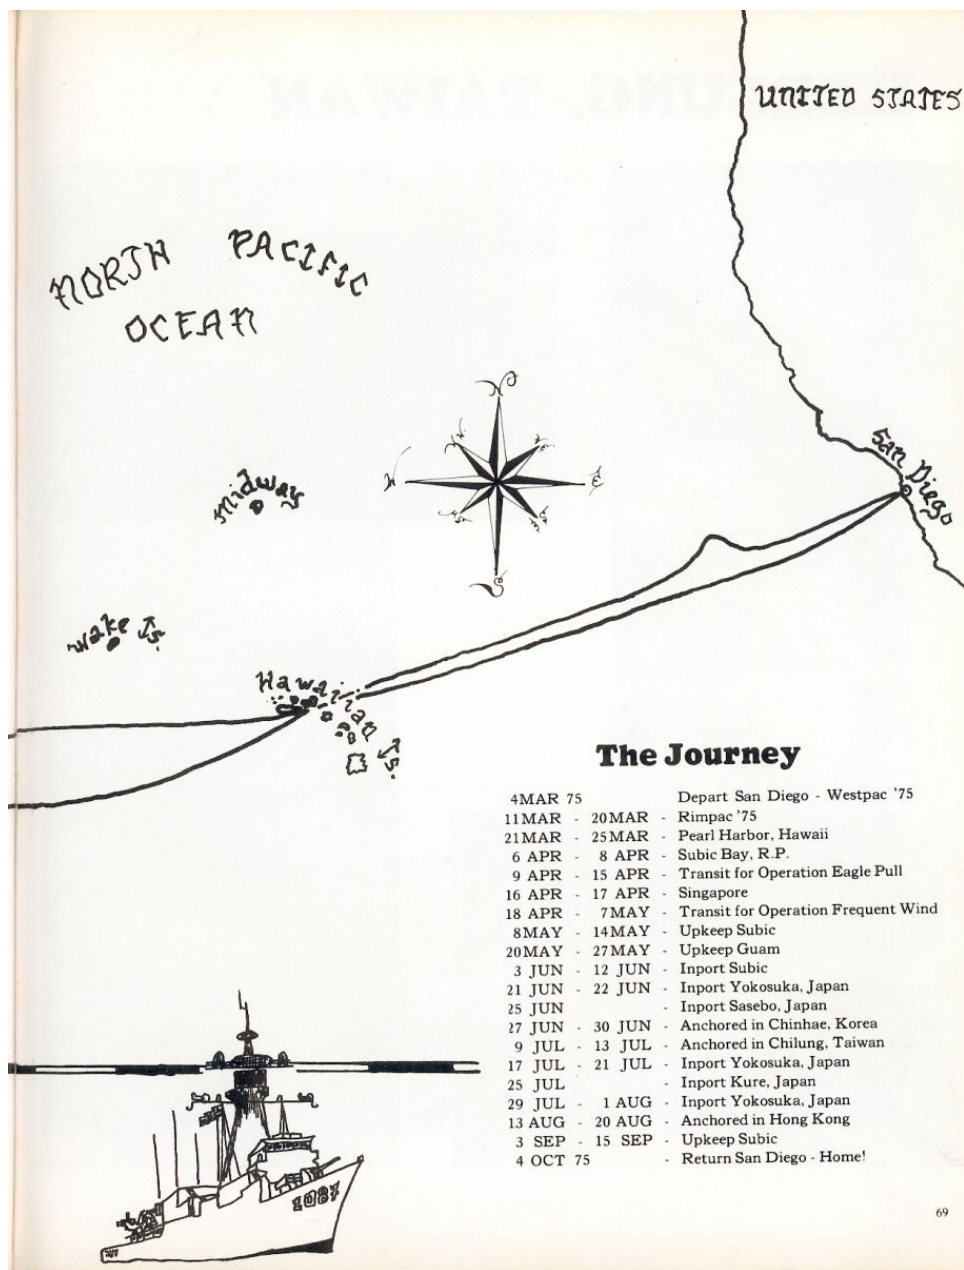 UNITED STATES
NORTH PACIFIC
OCEAN
N
W
E
S
San Diego
Midway
Wake Is.
Hawaiian Is.
The Journey
4MAR 75 Depart San Diego - Westpac '75
11MAR - 20MAR - Rimpac '75
21MAR - 25MAR - Pearl Harbor, Hawaii
6 APR - 8 APR - Subic Bay, R.P.
9 APR - 15 APR - Transit for Operation Eagle Pull
16 APR - 17 APR - Singapore
18 APR - 7MAY - Transit for Operation Frequent Wind
8MAY - 14MAY - Upkeep Subic
20MAY - 27MAY - Upkeep Guam
3 JUN - 12 JUN - Inport Subic
21 JUN - 22 JUN - Inport Yokosuka, Japan
25 JUN - Inport Sasebo, Japan
27 JUN - 30 JUN - Anchored in Chinhae, Korea
9 JUL - 13 JUL - Anchored in Chilung, Taiwan
17 JUL - 21 JUL - Inport Yokosuka, Japan
25 JUL - Inport Kure, Japan
29 JUL - 1 AUG - Inport Yokosuka, Japan
13 AUG - 20 AUG - Anchored in Hong Kong
3 SEP - 15 SEP - Upkeep Subic
4 OCT 75 - Return San Diego - Home!
1087
69